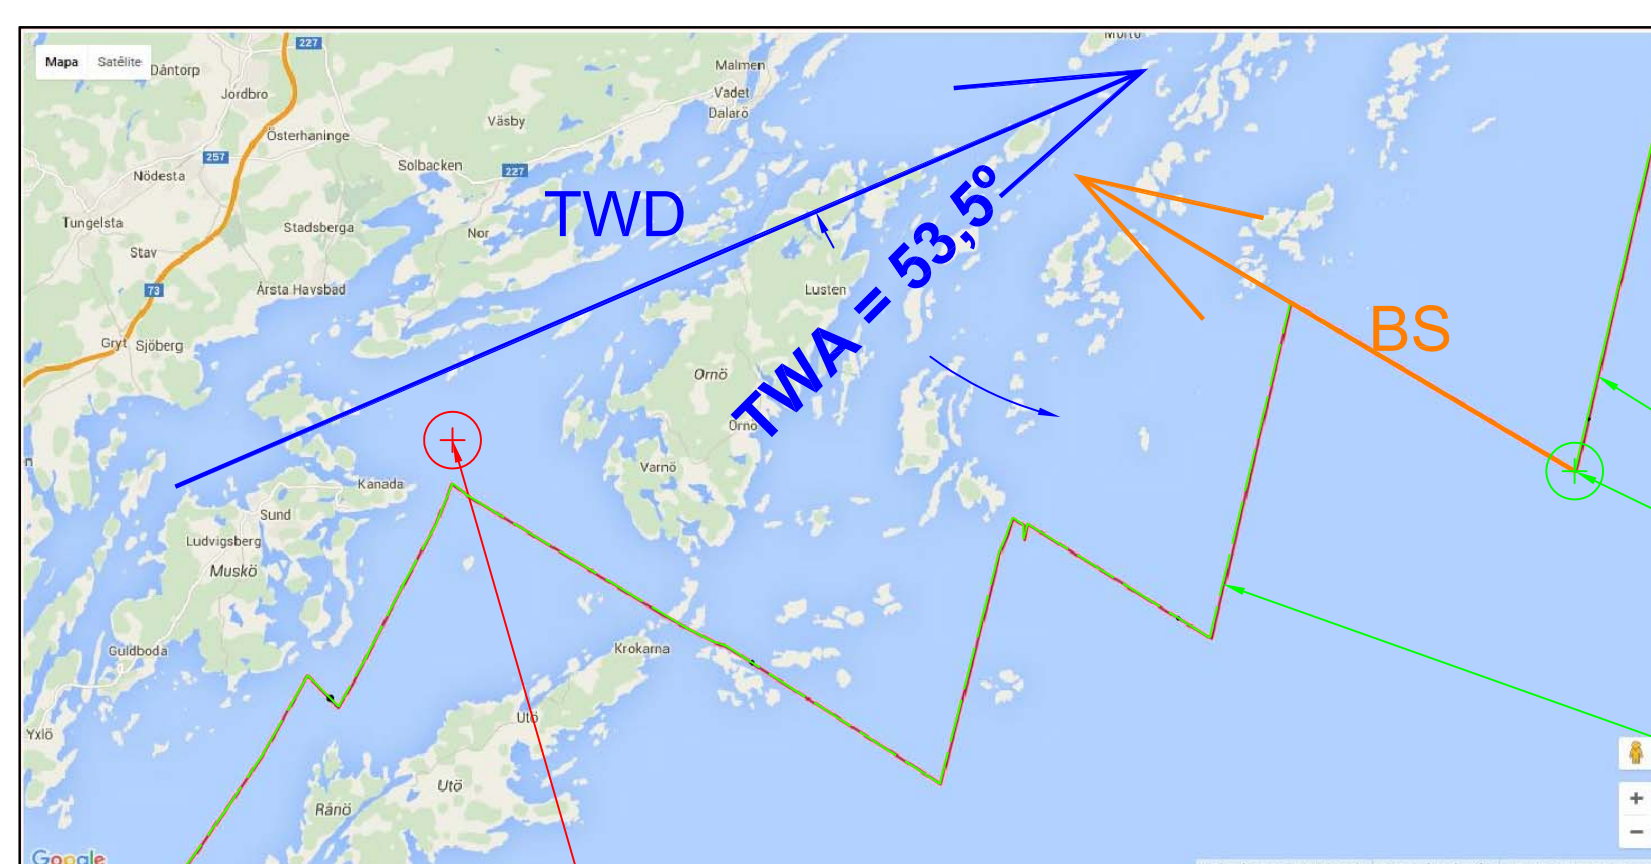 Mapa Satélite
227
Dåntorp
Jordbro
Österhaninge
257
Nödesta
Tungelsta
Stav
Stadsberga
73
Årsta Havsbad
Gryt Sjöberg
Malmen
Vadet
Dalarö
Väsby
Solbacken
227
Nor
TWD
TWA = 53,5º
BS
Lusten
Ornö
Ornö
Varnö
Kanada
Sund
Ludvigsberg
Muskö
Guldboda
Yxlö
Krokarna
Utö
Utö
Rånö
+
−
Google